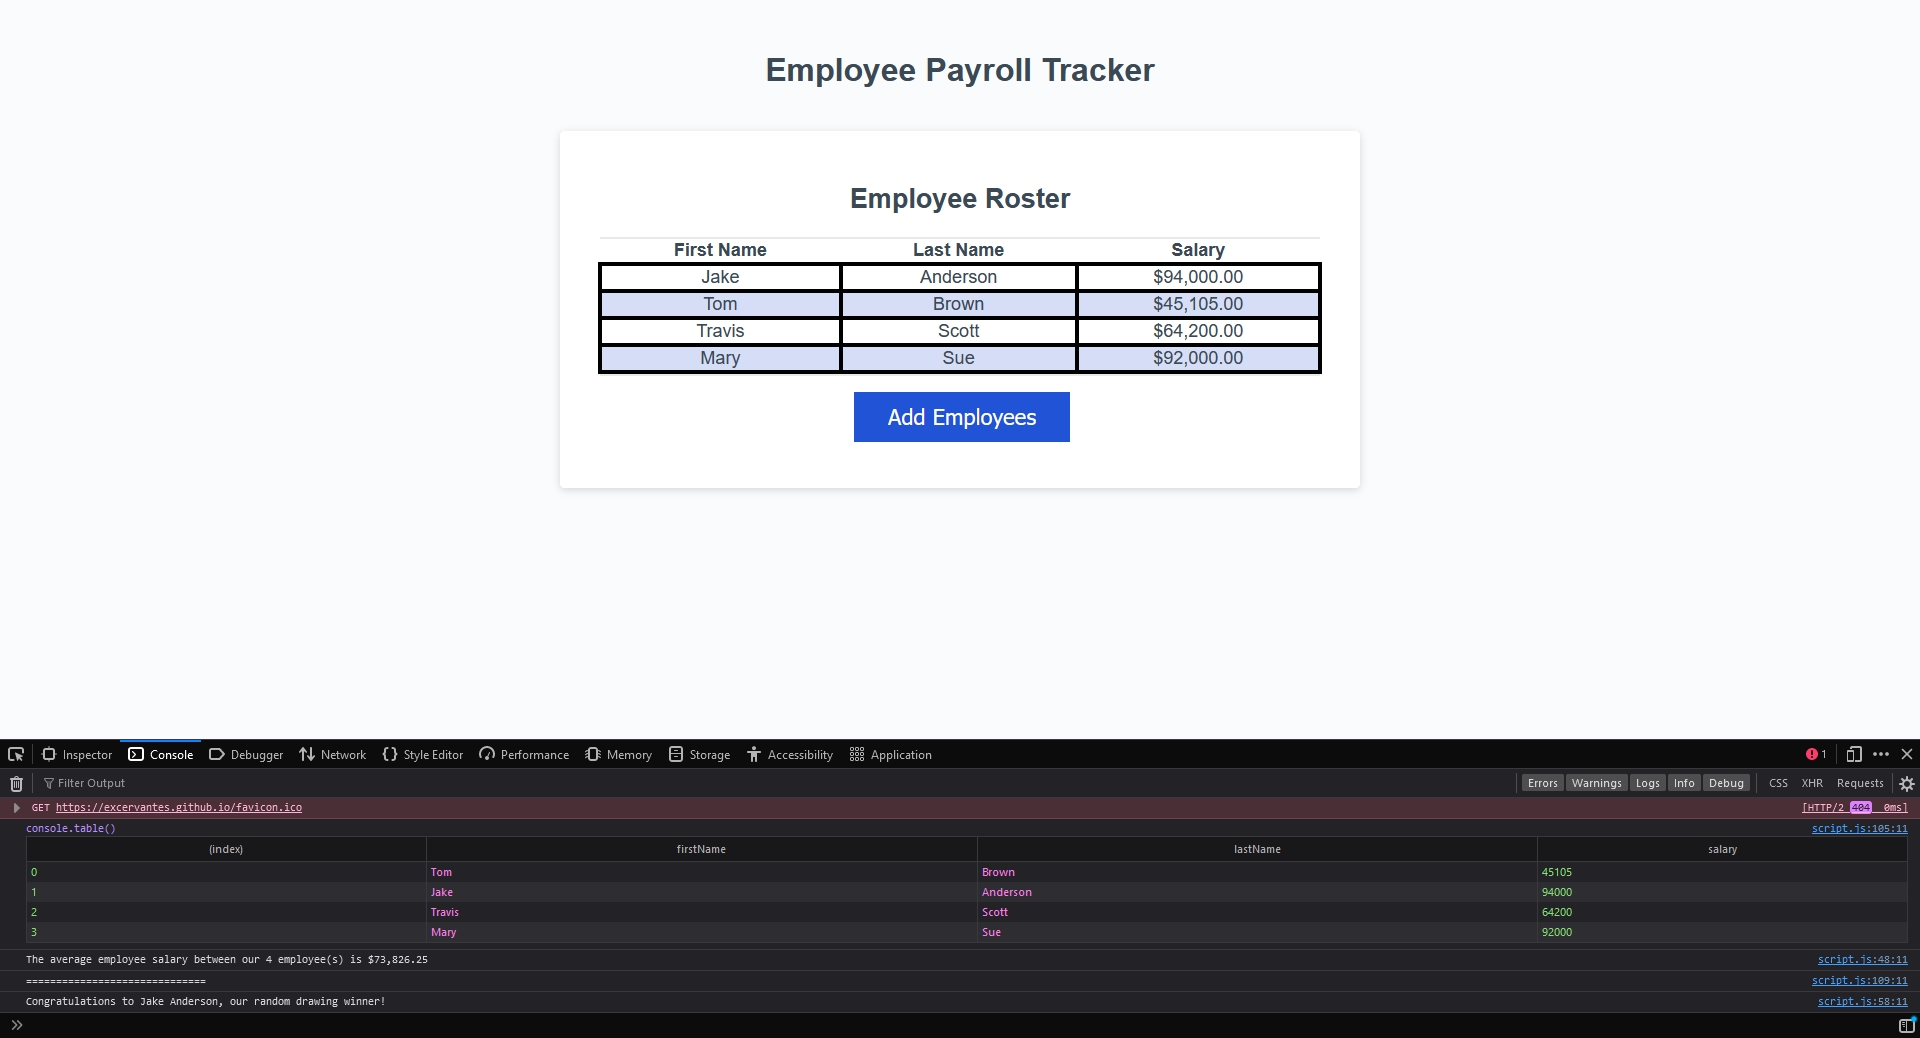 Employee Payroll Tracker
Employee Roster
First Name Last Name Salary
Jake Anderson $94,000.00
Tom Brown $45,105.00
Travis Scott $64,200.00
Mary Sue $92,000.00
Add Employees
Inspector Console Debugger Network Style Editor Performance Memory Storage Accessibility Application 1
Filter Output Errors Warnings Logs Info Debug CSS XHR Requests
GET https://excervantes.github.io/favicon.ico [HTTP/2 404 0ms]
console.table() script.js:105:11
(index) firstName lastName salary
0 Tom Brown 45105
1 Jake Anderson 94000
2 Travis Scott 64200
3 Mary Sue 92000
The average employee salary between our 4 employee(s) is $73,826.25 script.js:48:11
============================== script.js:109:11
Congratulations to Jake Anderson, our random drawing winner! script.js:58:11